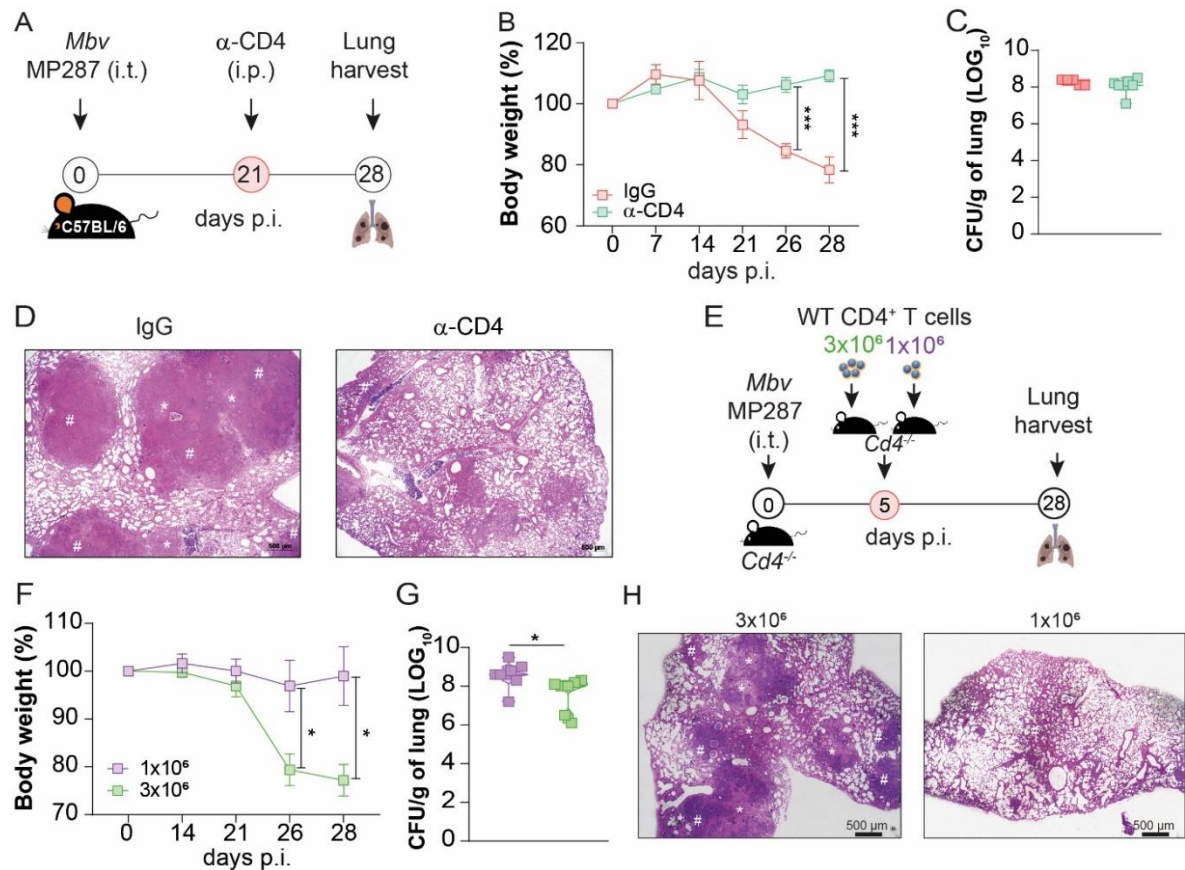 A
Mbv
MP287 (i.t.)
α-CD4
(i.p.)
Lung
harvest
0
21
28
C57BL/6
days p.i.
B
Body weight (%)
120
100
80
60
***
***
IgG
α-CD4
0 7 14 21 26 28
days p.i.
C
CFU/g of lung (LOG10)
10
8
6
4
2
0
D
IgG
α-CD4
#
*
*
#
#
#
#
*
*
#
500 µm
#
#
#
500 µm
E
WT CD4⁺ T cells
3x10⁶ 1x10⁶
Mbv
MP287
(i.t.)
Cd4-/-
Lung
harvest
0
5
28
Cd4-/-
days p.i.
F
Body weight (%)
110
100
90
80
70
*
*
1x10⁶
3x10⁶
0 14 21 26 28
days p.i.
G
CFU/g of lung (LOG10)
10
8
6
4
2
0
*
H
3x10⁶
1x10⁶
#
*
#
*
*
#
*
#
#
#
*
500 µm
#
#
500 µm